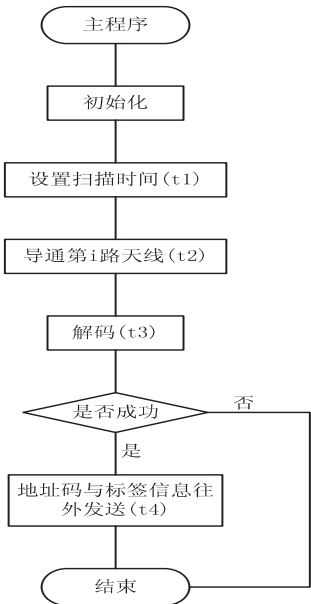 主程序
初始化
设置扫描时间(t1)
导通第i路天线(t2)
解码(t3)
是否成功
否
是
地址码与标签信息往
外发送(t4)
结束